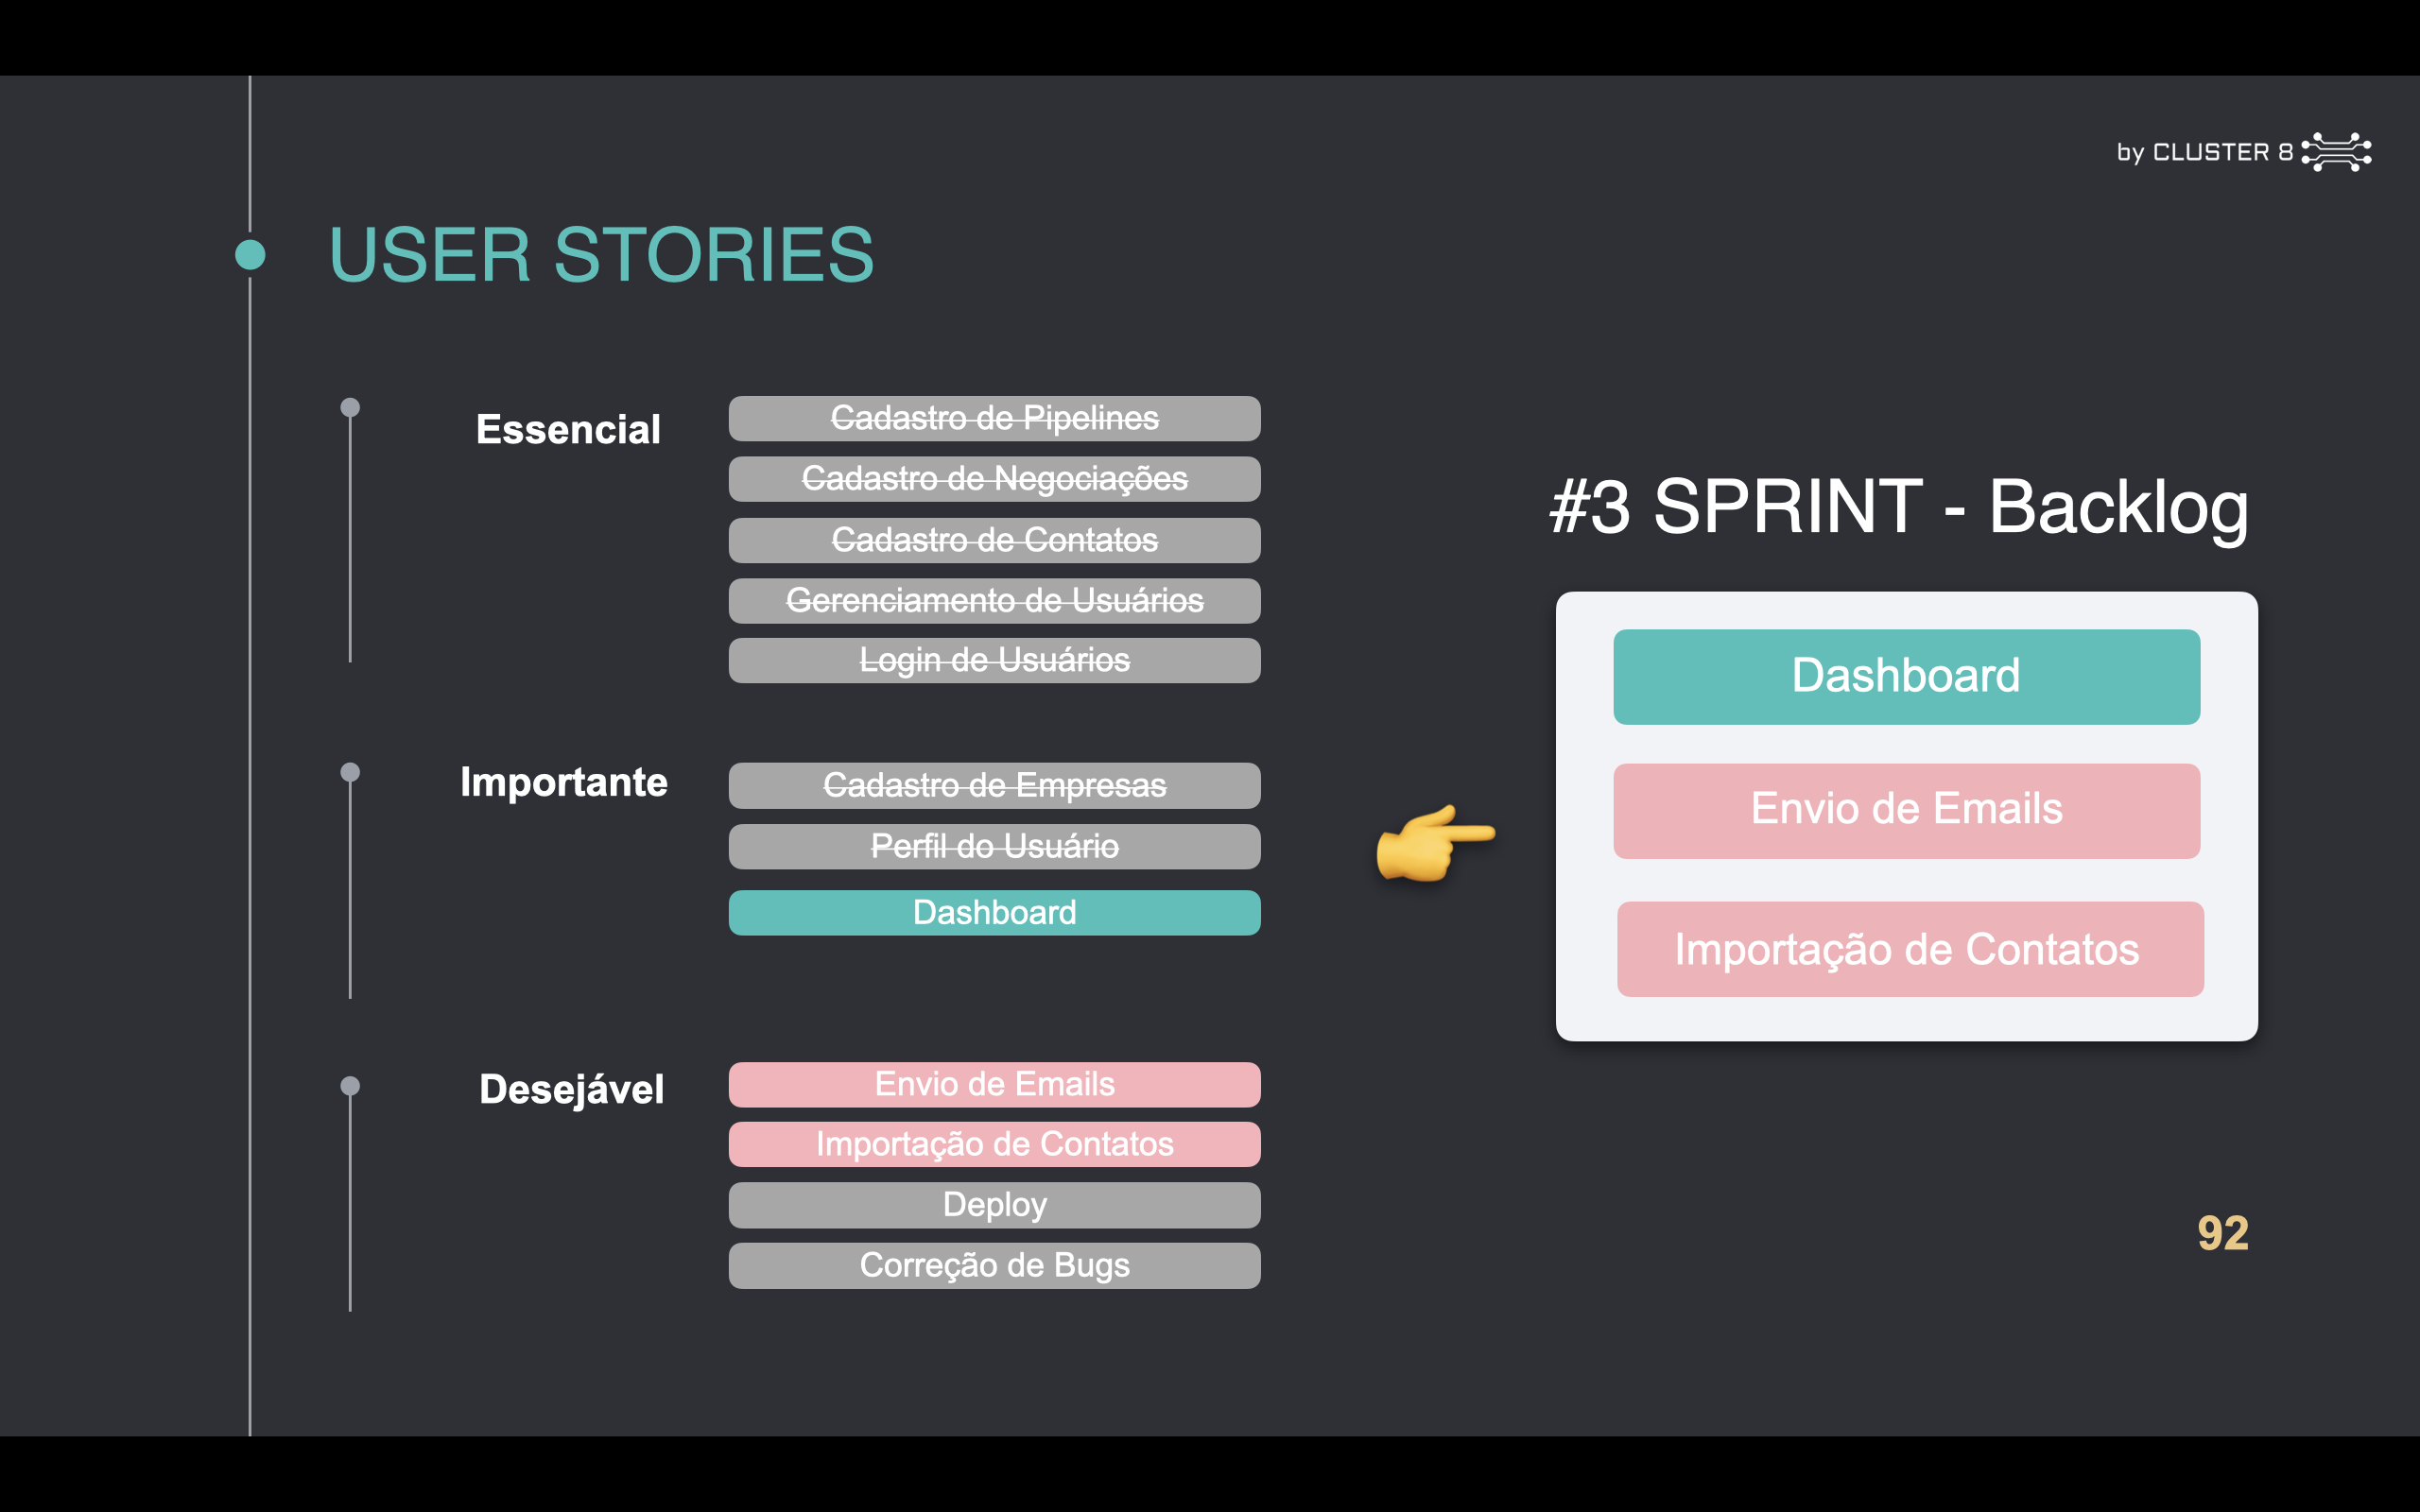 by CLUSTER 8
USER STORIES
Essencial
Cadastro de Pipelines
Cadastro de Negociações
Cadastro de Contatos
Gerenciamento de Usuários
Login de Usuários
Importante
Cadastro de Empresas
Perfil do Usuário
Dashboard
Desejável
Envio de Emails
Importação de Contatos
Deploy
Correção de Bugs
#3 SPRINT - Backlog
Dashboard
Envio de Emails
Importação de Contatos
92